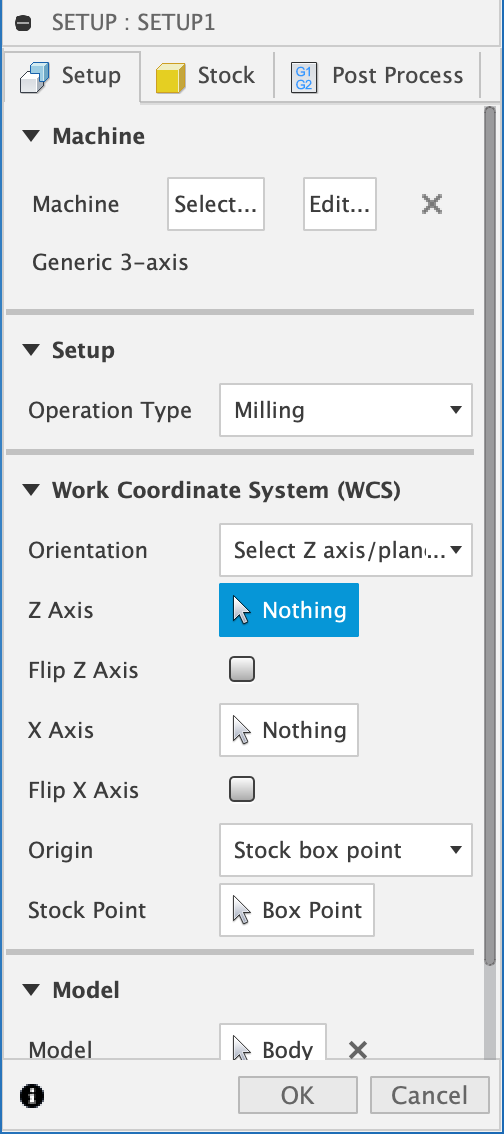 SETUP : SETUP1
Setup Stock G1 G2 Post Process
Machine
Machine Select... Edit...
Generic 3-axis
Setup
Operation Type Milling
Work Coordinate System (WCS)
Orientation Select Z axis/plan...
Z Axis Nothing
Flip Z Axis
X Axis Nothing
Flip X Axis
Origin Stock box point
Stock Point Box Point
Model
Model Body
OK Cancel